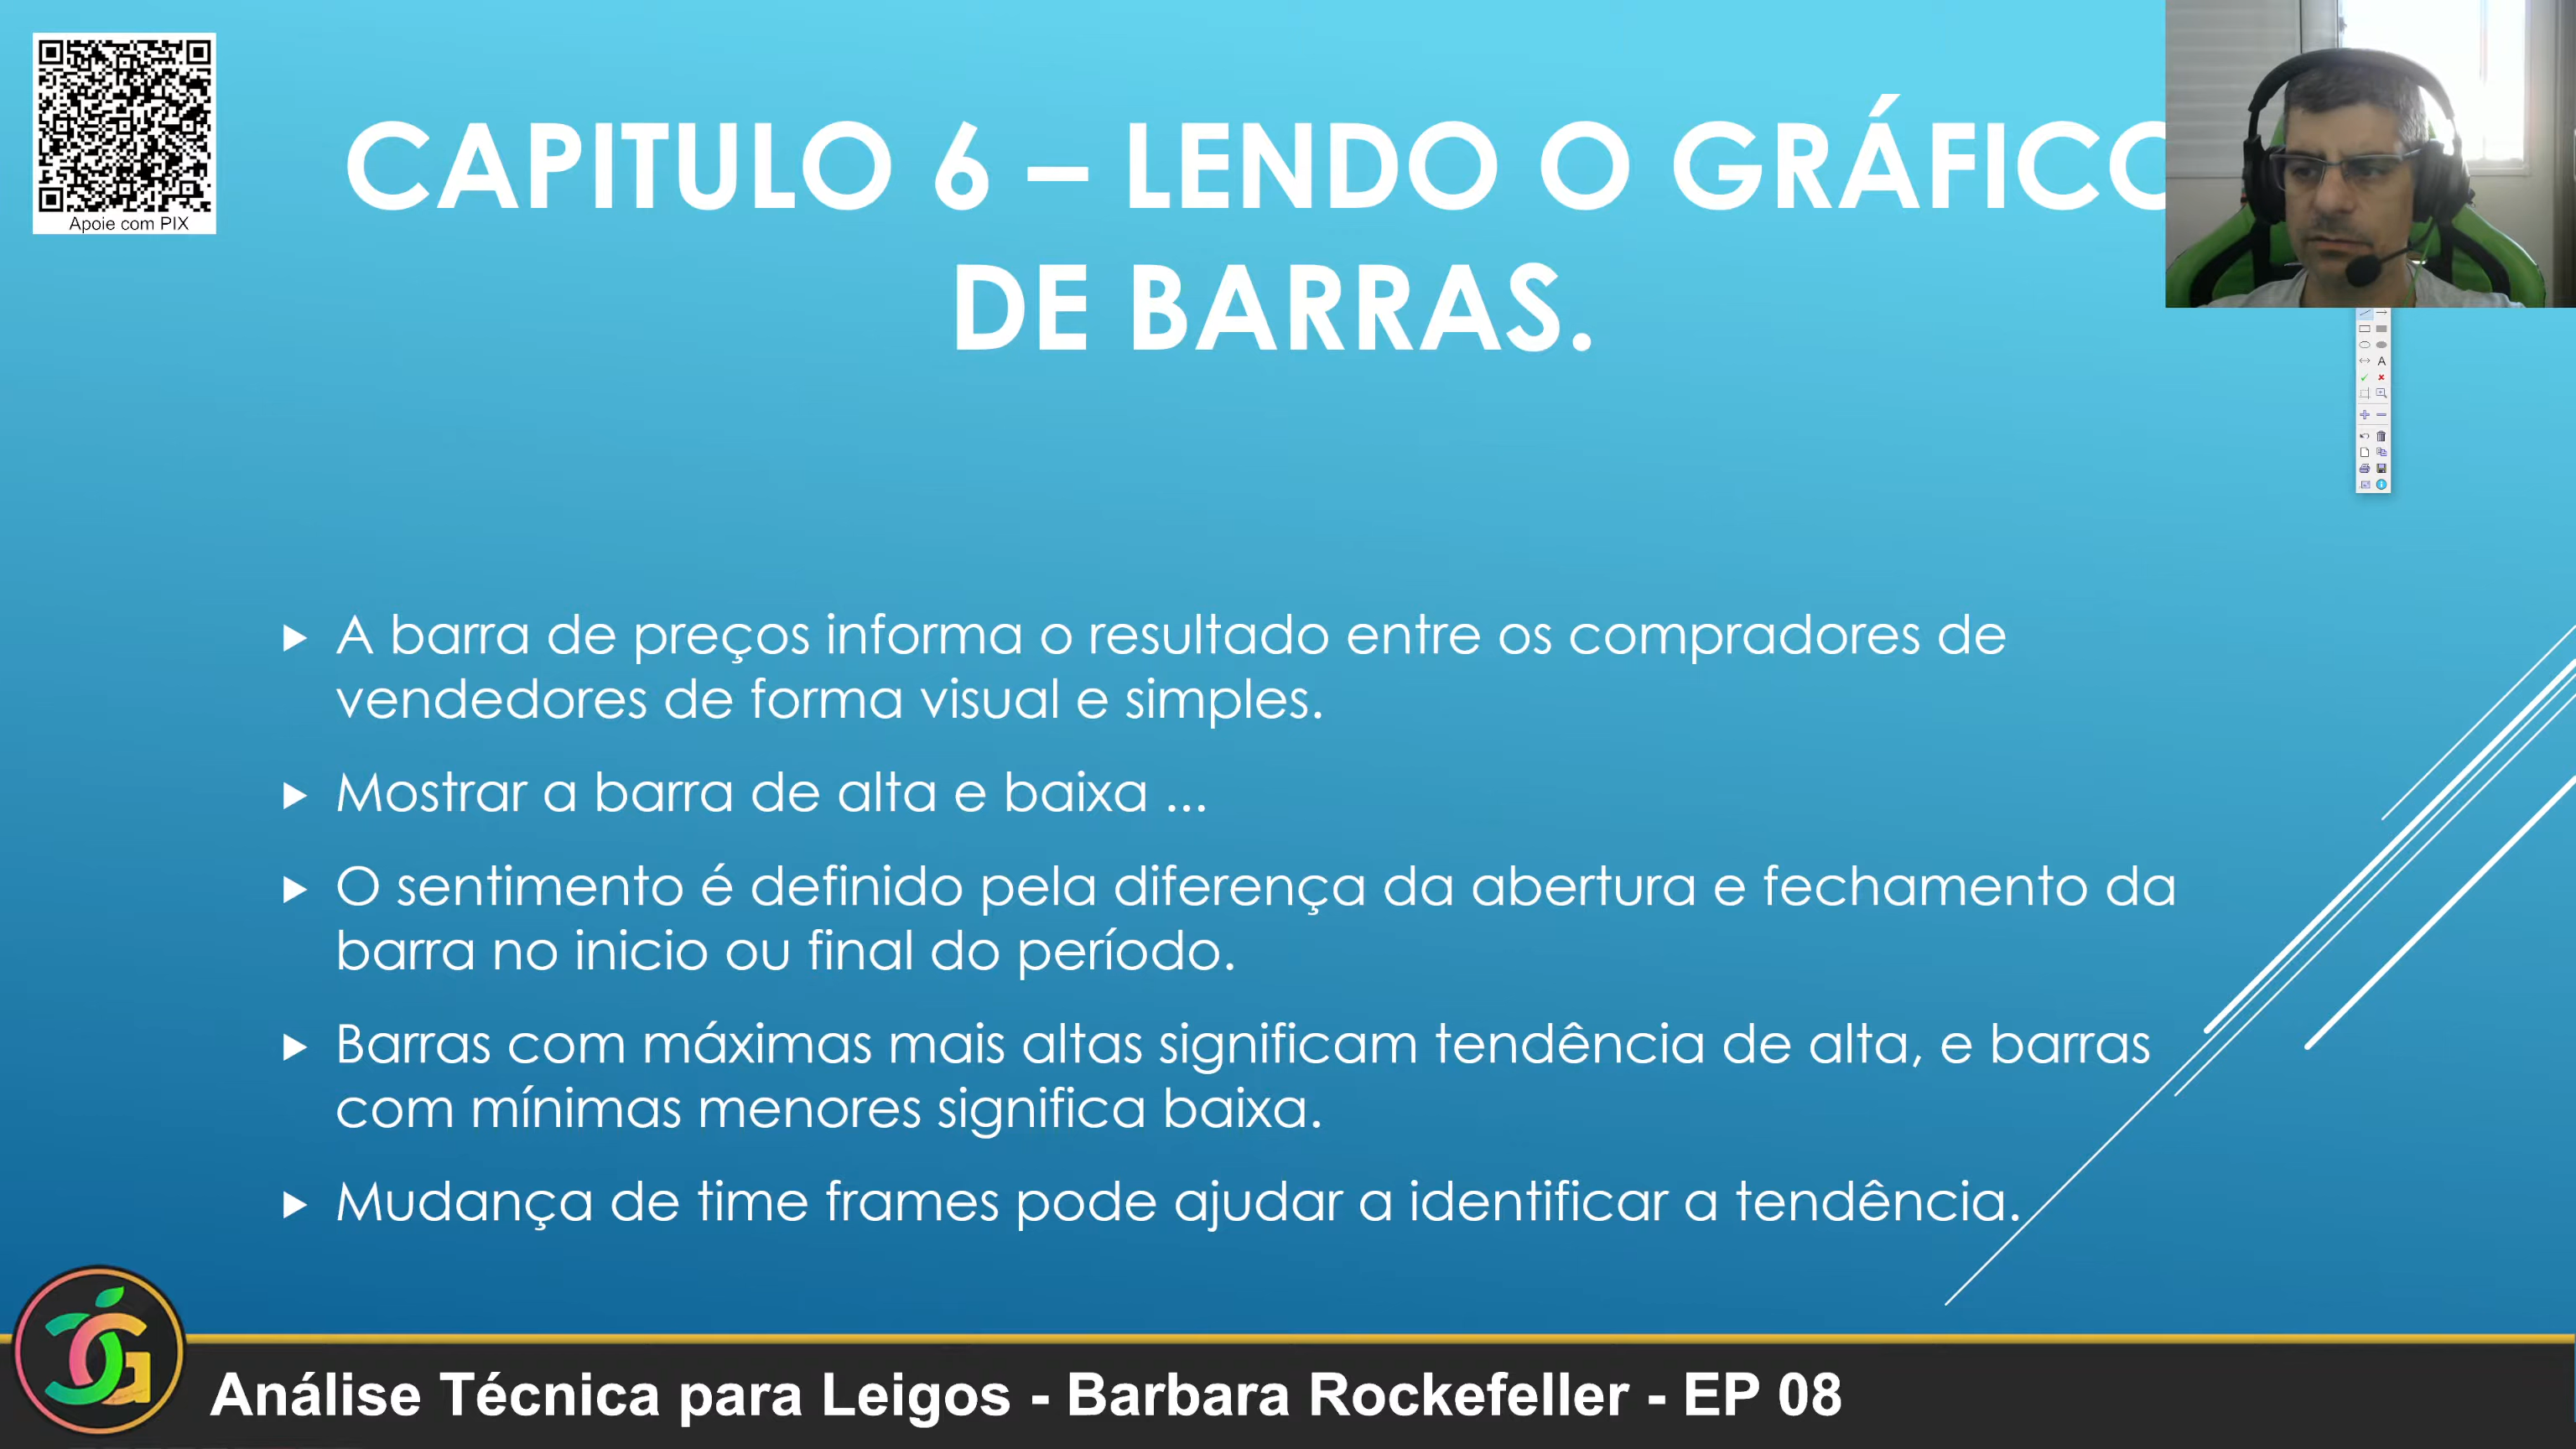 Apoie com PIX
CAPITULO 6 – LENDO O GRÁFICO
DE BARRAS.
A barra de preços informa o resultado entre os compradores de
vendedores de forma visual e simples.
Mostrar a barra de alta e baixa ...
O sentimento é definido pela diferença da abertura e fechamento da
barra no inicio ou final do período.
Barras com máximas mais altas significam tendência de alta, e barras
com mínimas menores significa baixa.
Mudança de time frames pode ajudar a identificar a tendência.
Análise Técnica para Leigos - Barbara Rockefeller - EP 08